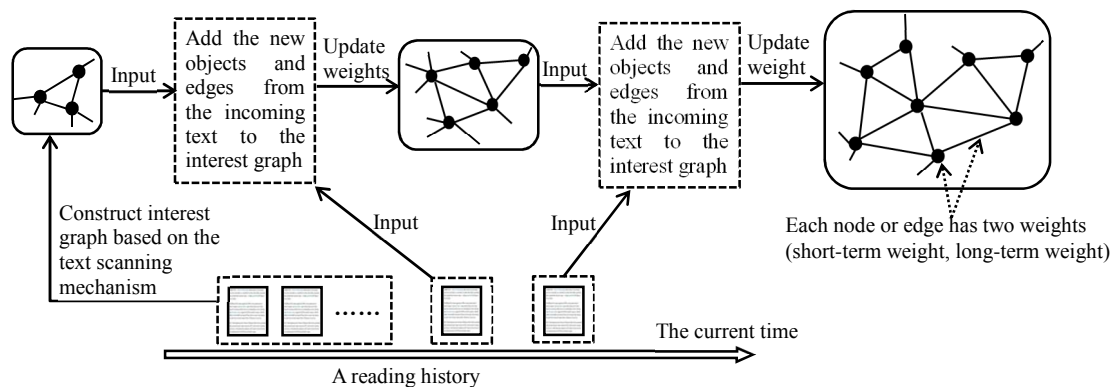 Input
Add the new
objects and
edges from
the incoming
text to the
interest graph
Update
weights
Input
Add the new
objects and
edges from
the incoming
text to the
interest graph
Update
weight
Construct interest
graph based on the
text scanning
mechanism
Input
Input
Each node or edge has two weights
(short-term weight, long-term weight)
......
The current time
A reading history